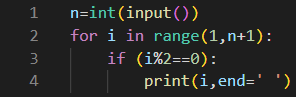 1 n=int(input())
2 for i in range(1,n+1):
3     if (i%2==0):
4         print(i,end=' ')